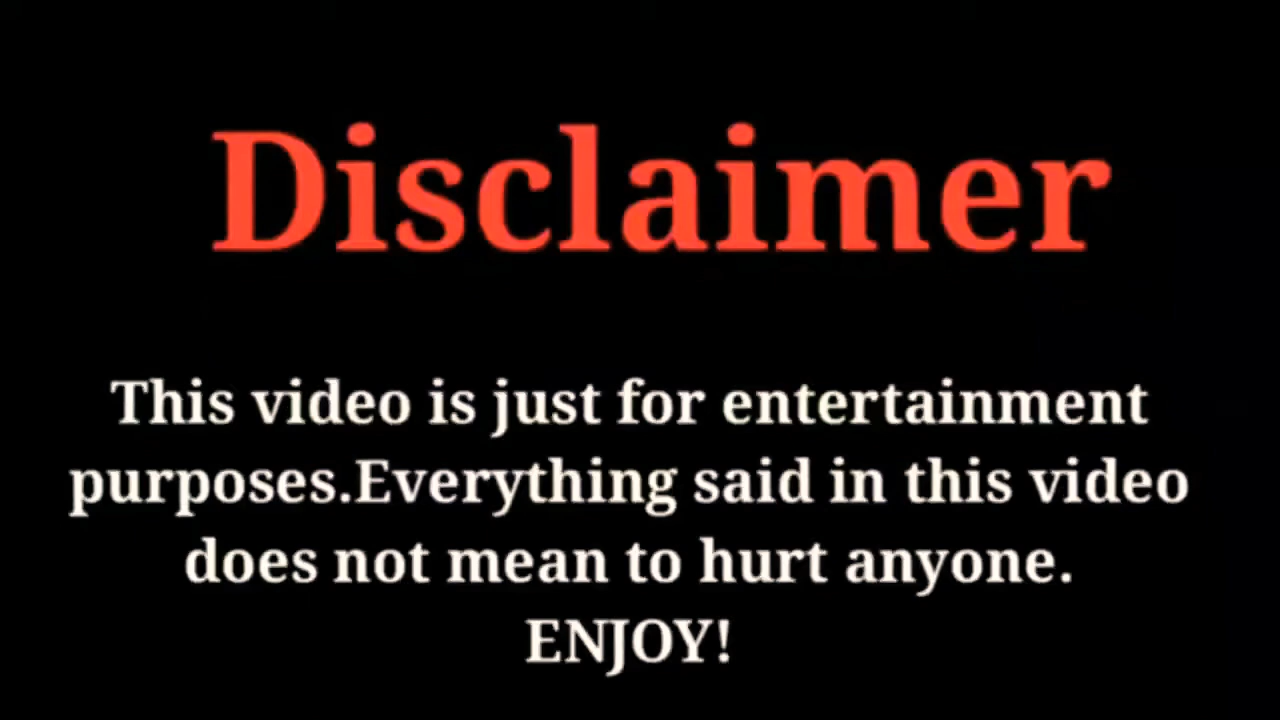 Disclaimer
This video is just for entertainment
purposes.Everything said in this video
does not mean to hurt anyone.
ENJOY!